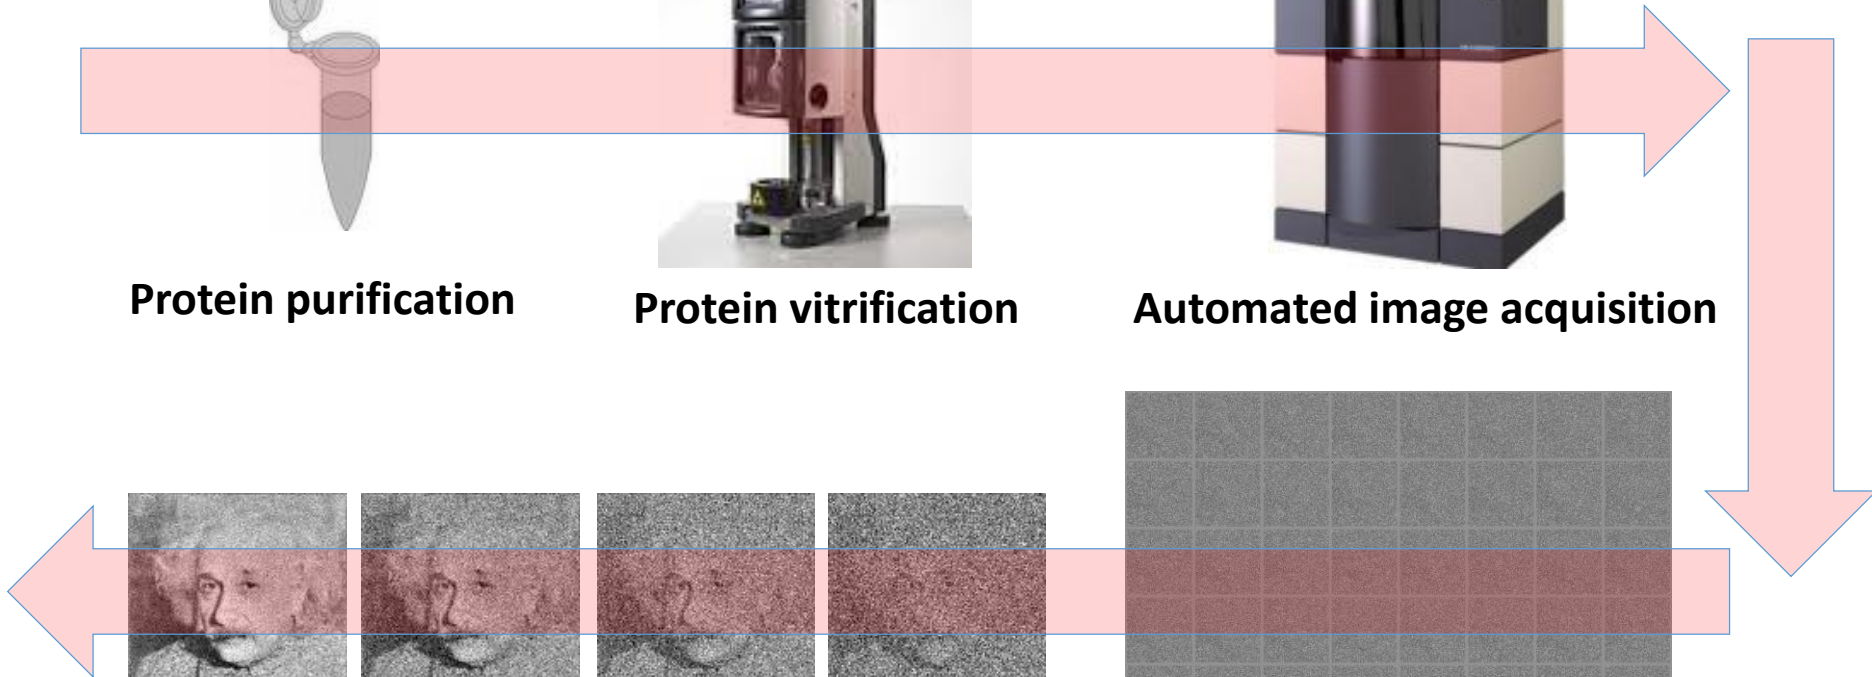 Protein purification
Protein vitrification
Automated image acquisition